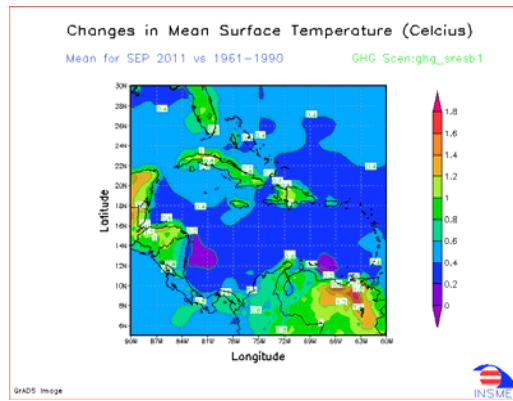 Changes in Mean Surface Temperature (Celcius)
Mean for SEP 2011 vs 1961-1990 GHG Scen:ghg_sresb1
30N
28N
26N
24N
22N
20N
18N
16N
14N
12N
10N
8N
6N
Latitude
90W 87W 84W 81W 78W 75W 72W 69W 66W 63W 60W
Longitude
1.8
1.6
1.4
1.2
1
0.8
0.6
0.4
0.2
0
GrADS Image
INSME